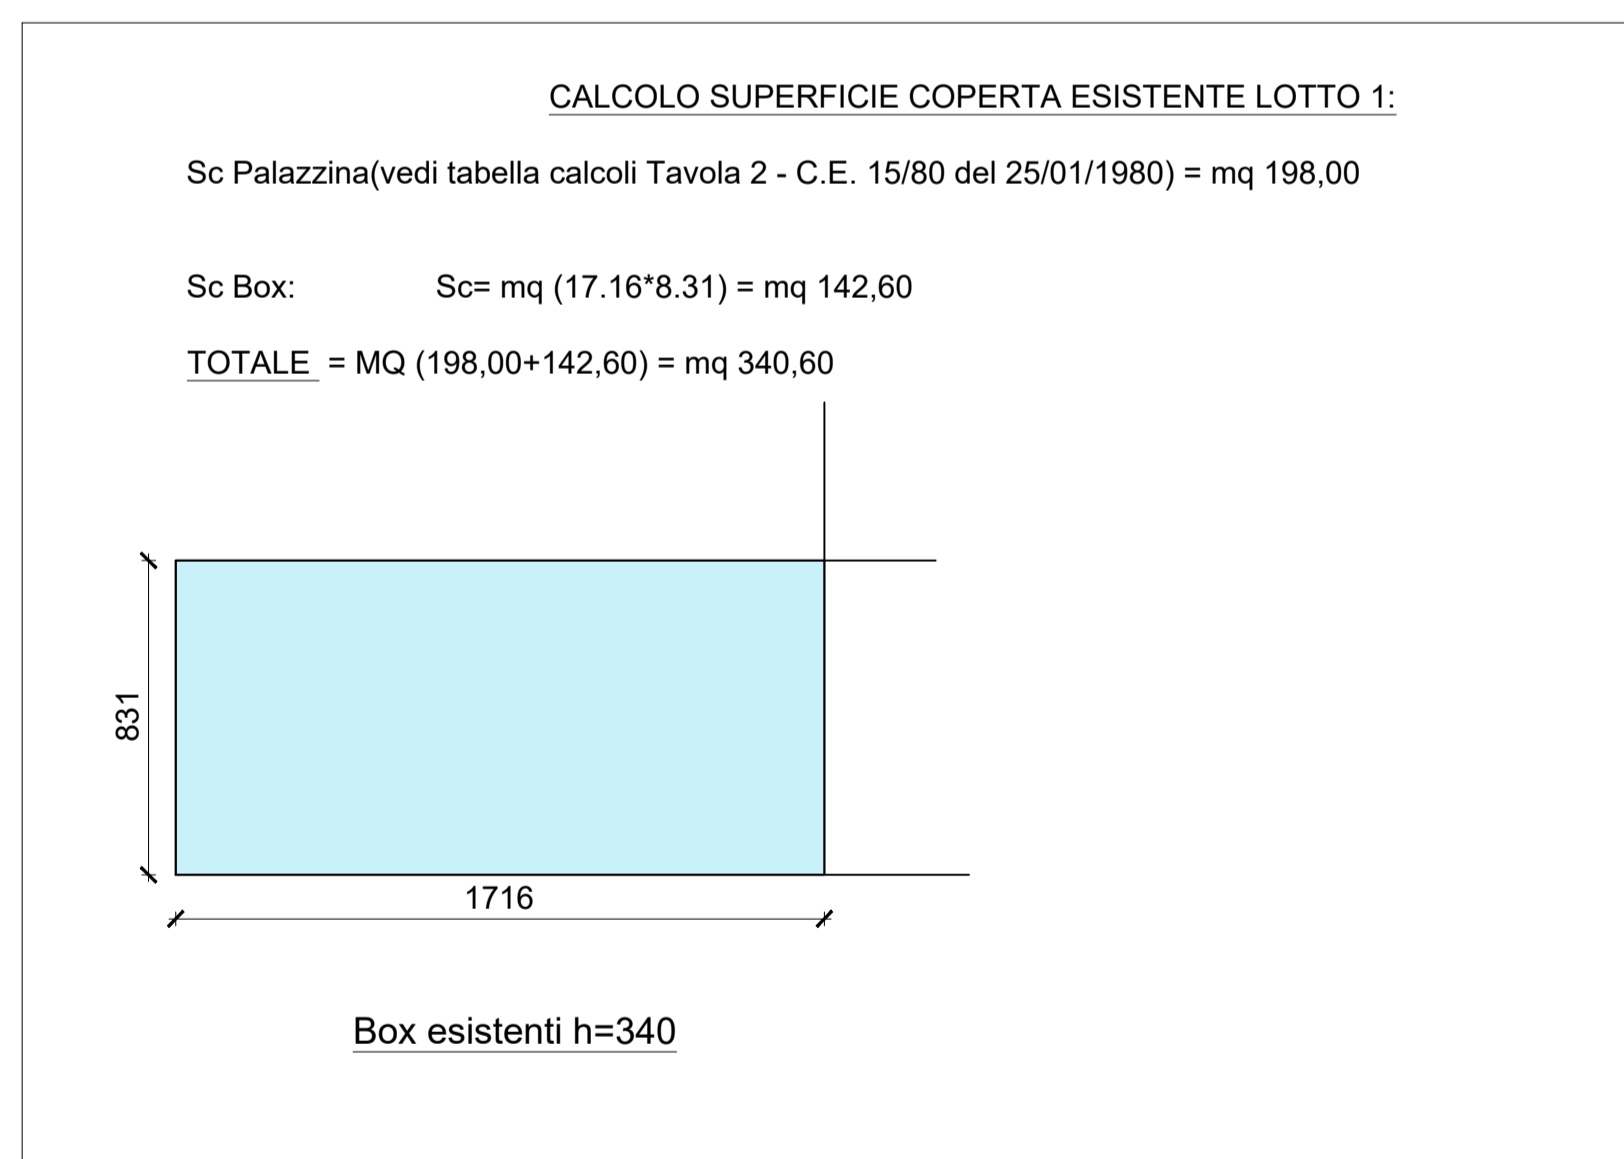 CALCOLO SUPERFICIE COPERTA ESISTENTE LOTTO 1:
Sc Palazzina(vedi tabella calcoli Tavola 2 - C.E. 15/80 del 25/01/1980) = mq 198,00
Sc Box: Sc= mq (17.16*8.31) = mq 142,60
TOTALE = MQ (198,00+142,60) = mq 340,60
831
1716
Box esistenti h=340